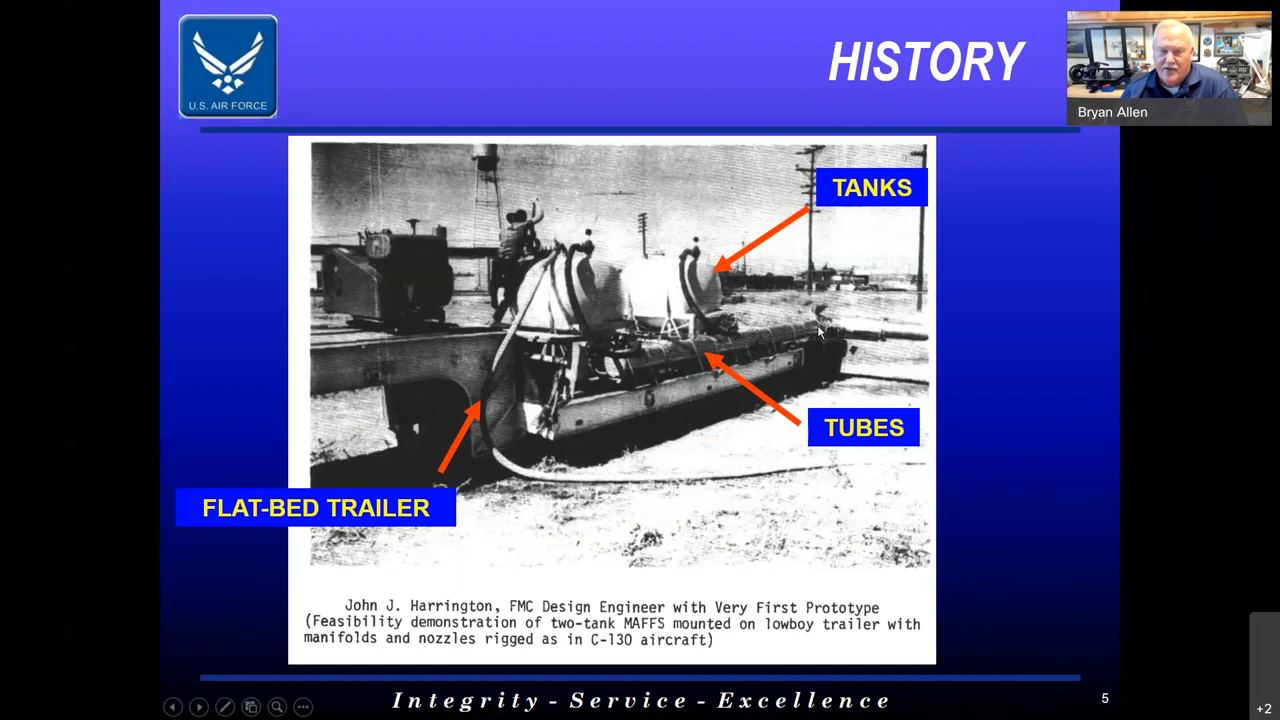 HISTORY
U.S. AIR FORCE
Bryan Allen
TANKS
TUBES
FLAT-BED TRAILER
John J. Harrington, FMC Design Engineer with Very First Prototype
(Feasibility demonstration of two-tank MAFFS mounted on lowboy trailer with
manifolds and nozzles rigged as in C-130 aircraft)
Integrity - Service - Excellence
5
+2